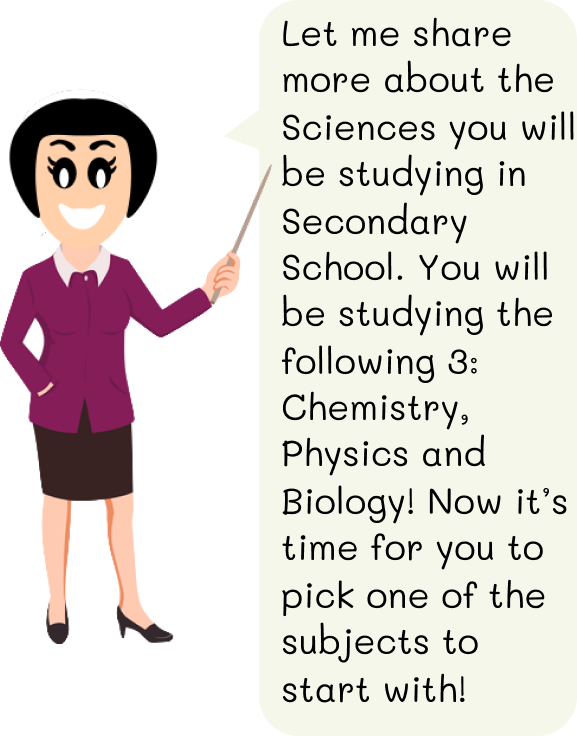 Let me share
more about the
Sciences you will
be studying in
Secondary
School. You will
be studying the
following 3:
Chemistry,
Physics and
Biology! Now it's
time for you to
pick one of the
subjects to
start with!